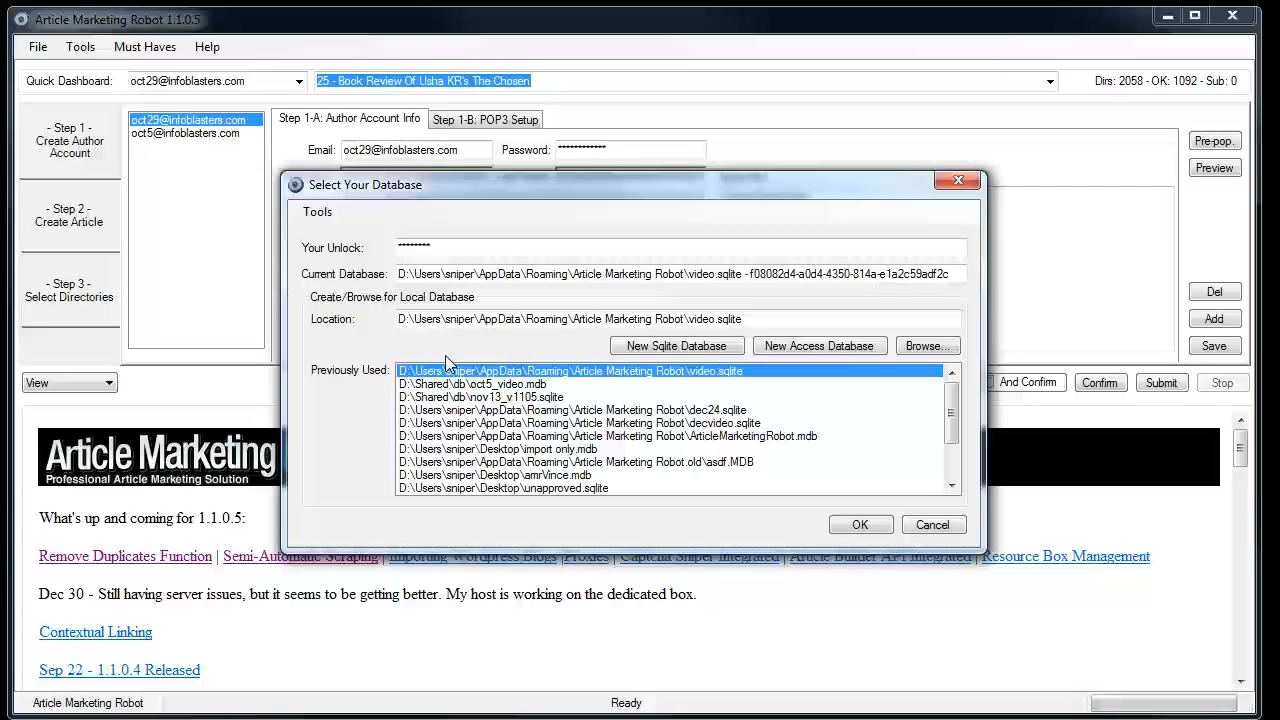 Article Marketing Robot 1.1.0.5
File Tools Must Haves Help
Quick Dashboard: oct29@infoblasters.com 25 - Book Review Of Usha KR's The Chosen Dirs: 2058 - OK: 1092 - Sub: 0
- Step 1 -
Create Author
Account
- Step 2 -
Create Article
- Step 3 -
Select Directories
oct29@infoblasters.com
oct5@infoblasters.com
Step 1-A: Author Account Info Step 1-B: POP3 Setup
Email: oct29@infoblasters.com Password: ************
Pre-pop.
Preview
Del
Add
Save
Select Your Database
Tools
Your Unlock: ********
Current Database: D:\Users\sniper\AppData\Roaming\Article Marketing Robot\video.sqlite - f08082d4-a0d4-4350-814a-e1a2c59adf2c
Create/Browse for Local Database
Location: D:\Users\sniper\AppData\Roaming\Article Marketing Robot\video.sqlite
New Sqlite Database New Access Database Browse...
Previously Used: D:\Users\sniper\AppData\Roaming\Article Marketing Robot\video.sqlite
D:\Shared\db\oct5_video.mdb
D:\Shared\db\nov13_v1105.sqlite
D:\Users\sniper\AppData\Roaming\Article Marketing Robot\dec24.sqlite
D:\Users\sniper\AppData\Roaming\Article Marketing Robot\decvideo.sqlite
D:\Users\sniper\AppData\Roaming\Article Marketing Robot\ArticleMarketingRobot.mdb
D:\Users\sniper\Desktop\import only.mdb
D:\Users\sniper\AppData\Roaming\Article Marketing Robot.old\asdf.MDB
D:\Users\sniper\Desktop\amrVince.mdb
D:\Users\sniper\Desktop\unapproved.sqlite
OK Cancel
View And Confirm Confirm Submit Stop
Article Marketing
Professional Article Marketing Solution
What's up and coming for 1.1.0.5:
Remove Duplicates Function | Semi-Automatic Scraping | Importing Wordpress Blogs | Proxies | Captcha Sniper Integrated | Article Builder API Integrated | Resource Box Management
Dec 30 - Still having server issues, but it seems to be getting better. My host is working on the dedicated box.
Contextual Linking
Sep 22 - 1.1.0.4 Released
Article Marketing Robot Ready